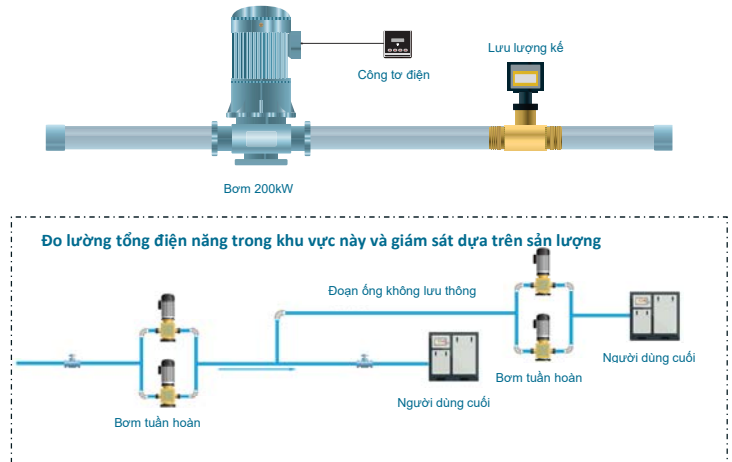 Lưu lượng kế
Công tơ điện
Bơm 200kW
Đo lường tổng điện năng trong khu vực này và giám sát dựa trên sản lượng
Đoạn ống không lưu thông
Người dùng cuối
Bơm tuần hoàn
Người dùng cuối
Bơm tuần hoàn